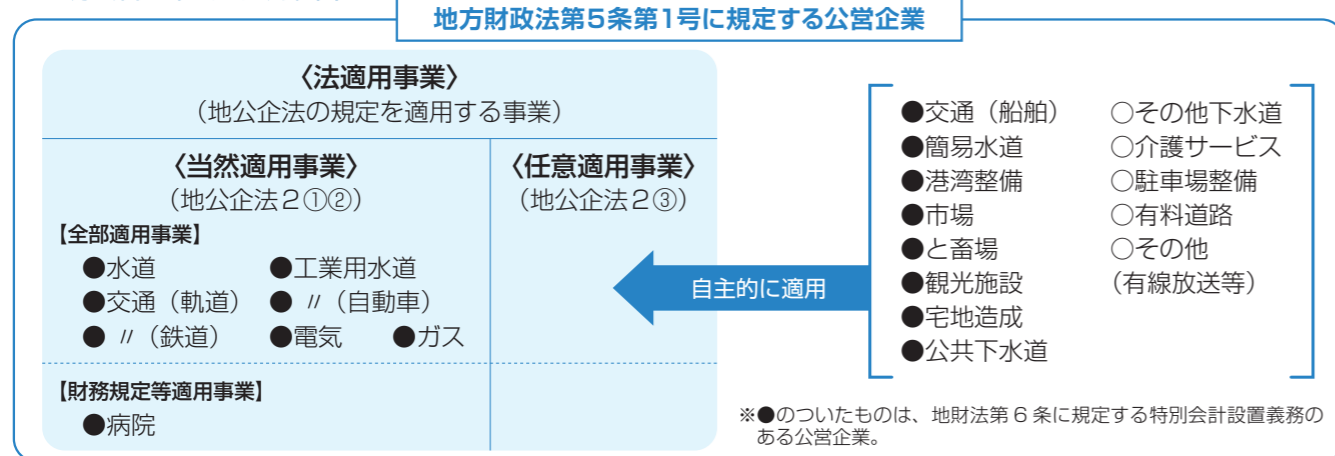 地方財政法第5条第1号に規定する公営企業
〈法適用事業〉
（地公企法の規定を適用する事業）
〈当然適用事業〉
（地公企法2①②）
【全部適用事業】
●水道 ●工業用水道
●交通（軌道） ● 〃（自動車）
● 〃（鉄道） ●電気 ●ガス
【財務規定等適用事業】
●病院
〈任意適用事業〉
（地公企法2③）
自主的に適用
●交通（船舶） ○その他下水道
●簡易水道 ○介護サービス
●港湾整備 ○駐車場整備
●市場 ○有料道路
●と畜場 ○その他
●観光施設 （有線放送等）
●宅地造成
●公共下水道
※●のついたものは、地財法第6条に規定する特別会計設置義務の
ある公営企業。